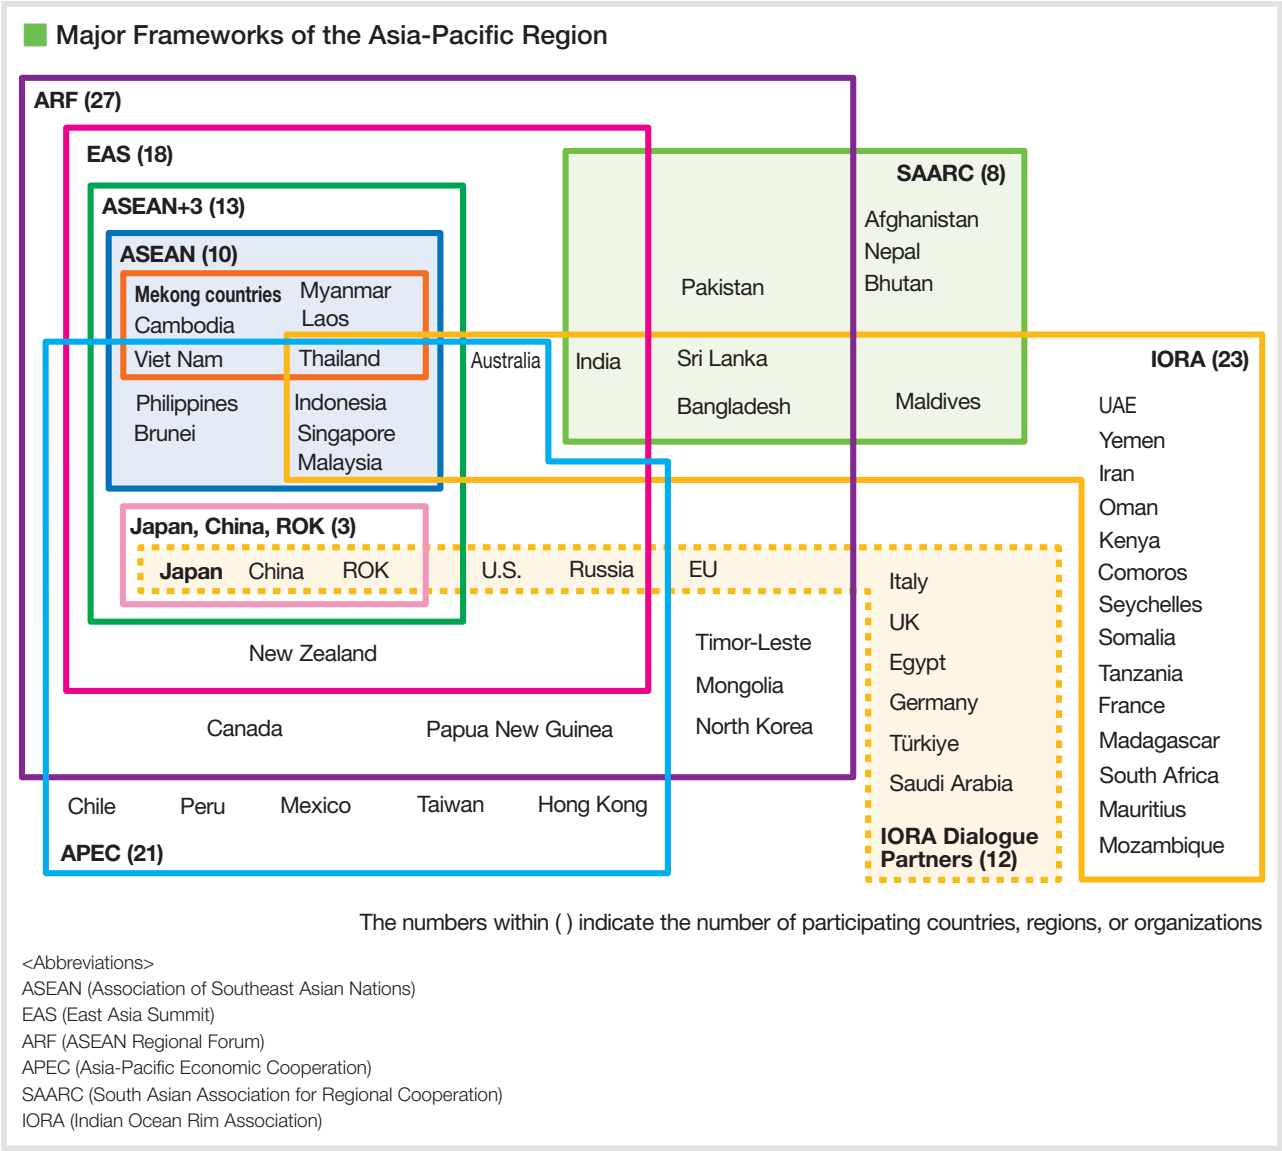 Major Frameworks of the Asia-Pacific Region
ARF (27)
EAS (18)
SAARC (8)
ASEAN+3 (13)
Afghanistan
Nepal
Bhutan
ASEAN (10)
Mekong countries
Myanmar
Pakistan
Cambodia
Laos
Viet Nam
Thailand
Australia
India
Sri Lanka
IORA (23)
Philippines
Indonesia
Bangladesh
Maldives
Brunei
Singapore
Malaysia
UAE
Yemen
Iran
Oman
Kenya
Comoros
Seychelles
Somalia
Tanzania
France
Madagascar
South Africa
Mauritius
Mozambique
Japan, China, ROK (3)
Japan
China
ROK
U.S.
Russia
EU
Italy
UK
Egypt
Germany
Türkiye
Saudi Arabia
IORA Dialogue
Partners (12)
New Zealand
Timor-Leste
Mongolia
North Korea
Canada
Papua New Guinea
Chile
Peru
Mexico
Taiwan
Hong Kong
APEC (21)
The numbers within ( ) indicate the number of participating countries, regions, or organizations
<Abbreviations>
ASEAN (Association of Southeast Asian Nations)
EAS (East Asia Summit)
ARF (ASEAN Regional Forum)
APEC (Asia-Pacific Economic Cooperation)
SAARC (South Asian Association for Regional Cooperation)
IORA (Indian Ocean Rim Association)